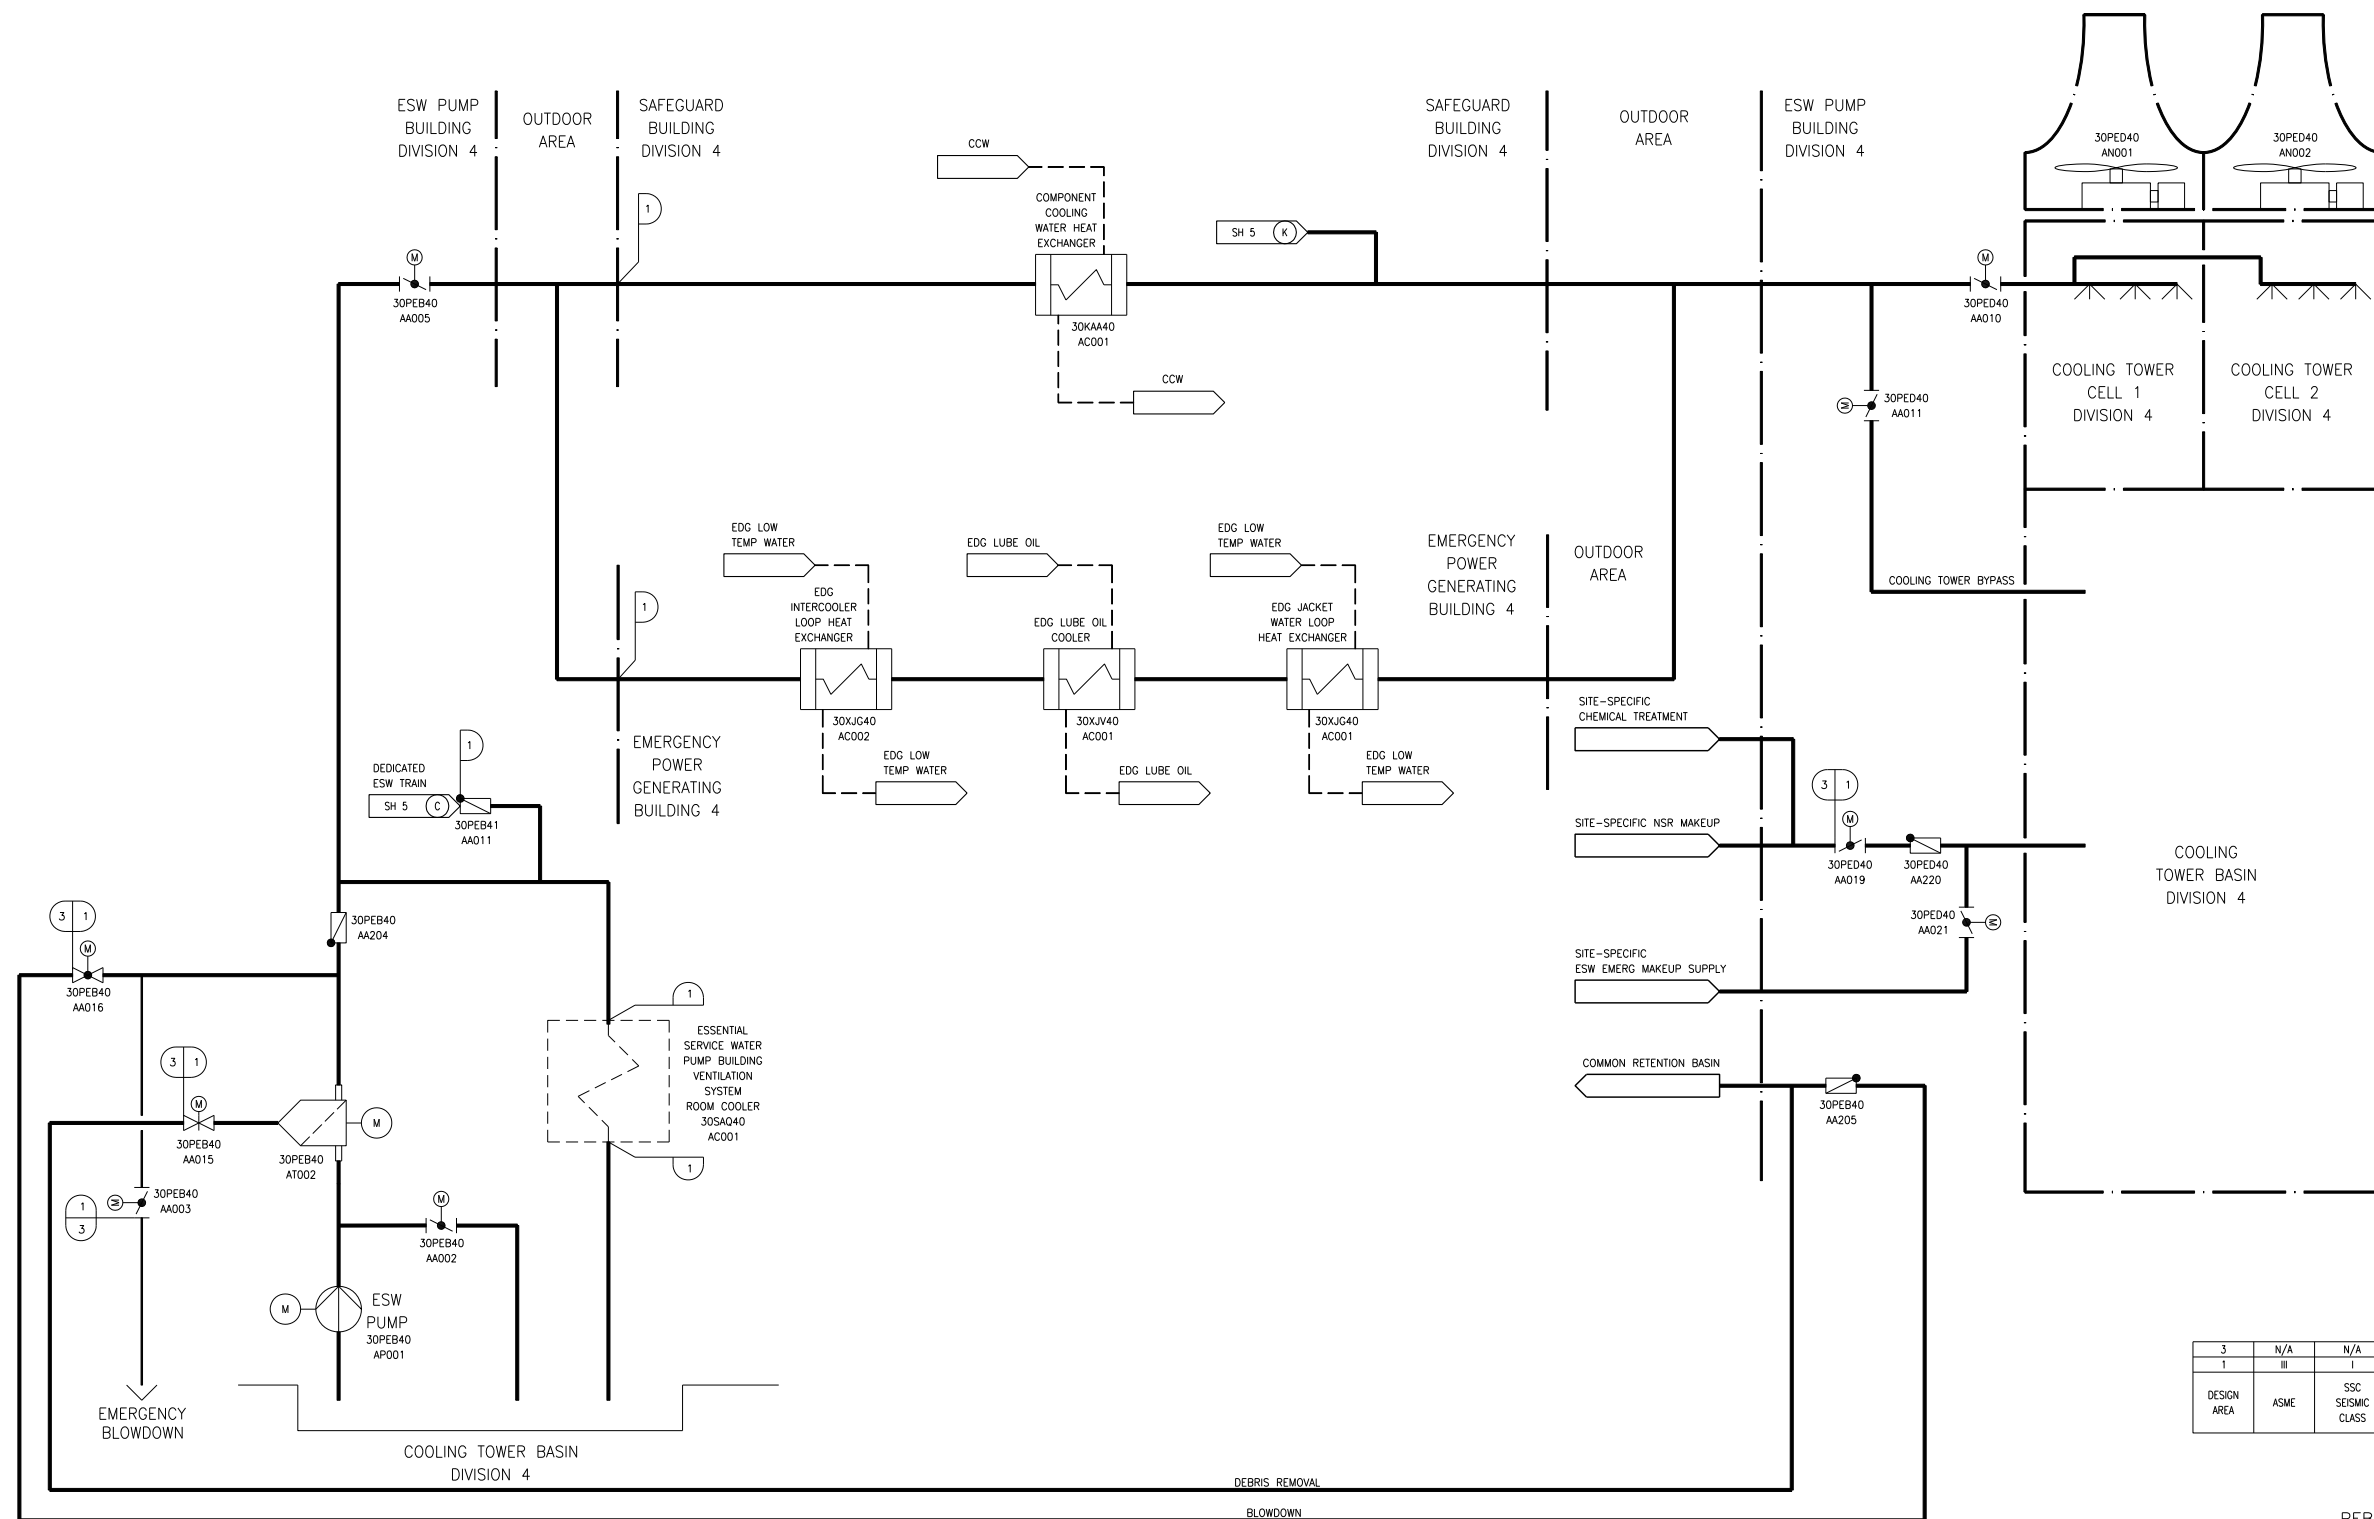 ESW PUMP
BUILDING
DIVISION 4
OUTDOOR
AREA
SAFEGUARD
BUILDING
DIVISION 4
SAFEGUARD
BUILDING
DIVISION 4
OUTDOOR
AREA
ESW PUMP
BUILDING
DIVISION 4
30PED40
AN001
30PED40
AN002
CCW
1
COMPONENT
COOLING
WATER HEAT
EXCHANGER
SH 5
K
M
30PEB40
AA005
30KAA40
AC001
M
30PED40
AA010
CCW
COOLING TOWER
CELL 1
DIVISION 4
COOLING TOWER
CELL 2
DIVISION 4
M
30PED40
AA011
EDG LOW
TEMP WATER
EDG LUBE OIL
EDG LOW
TEMP WATER
EMERGENCY
POWER
GENERATING
BUILDING 4
OUTDOOR
AREA
COOLING TOWER BYPASS
1
EDG
INTERCOOLER
LOOP HEAT
EXCHANGER
EDG LUBE OIL
COOLER
EDG JACKET
WATER LOOP
HEAT EXCHANGER
30XJG40
AC002
30XJV40
AC001
30XJG40
AC001
SITE-SPECIFIC
CHEMICAL TREATMENT
EMERGENCY
POWER
GENERATING
BUILDING 4
EDG LOW
TEMP WATER
EDG LUBE OIL
EDG LOW
TEMP WATER
1
DEDICATED
ESW TRAIN
SH 5
C
30PEB41
AA011
3 1
M
SITE-SPECIFIC NSR MAKEUP
30PED40
AA019
30PED40
AA220
COOLING
TOWER BASIN
DIVISION 4
3 1
M
30PEB40
AA204
30PED40
AA021
M
30PEB40
AA016
SITE-SPECIFIC
ESW EMERG MAKEUP SUPPLY
1
ESSENTIAL
SERVICE WATER
PUMP BUILDING
VENTILATION
SYSTEM
ROOM COOLER
30SAQ40
AC001
1
3 1
M
30PEB40
AA015
M
30PEB40
AT002
COMMON RETENTION BASIN
30PEB40
AA205
1
3
M
30PEB40
AA003
M
30PEB40
AA002
M
ESW
PUMP
30PEB40
AP001
EMERGENCY
BLOWDOWN
COOLING TOWER BASIN
DIVISION 4
3 N/A N/A
1 III I
DESIGN
AREA
ASME
SSC
SEISMIC
CLASS
DEBRIS REMOVAL
BLOWDOWN